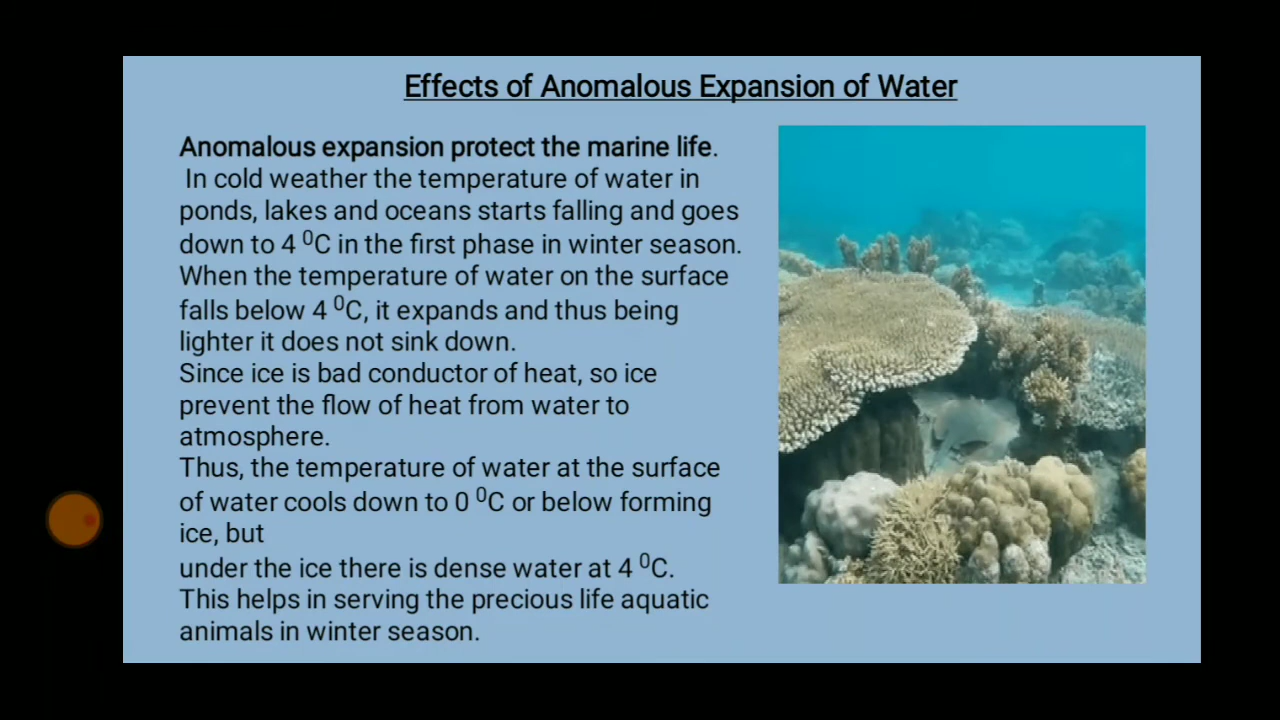 Effects of Anomalous Expansion of Water
Anomalous expansion protect the marine life.
In cold weather the temperature of water in
ponds, lakes and oceans starts falling and goes
down to 4 ⁰C in the first phase in winter season.
When the temperature of water on the surface
falls below 4 ⁰C, it expands and thus being
lighter it does not sink down.
Since ice is bad conductor of heat, so ice
prevent the flow of heat from water to
atmosphere.
Thus, the temperature of water at the surface
of water cools down to 0 ⁰C or below forming
ice, but
under the ice there is dense water at 4 ⁰C.
This helps in serving the precious life aquatic
animals in winter season.